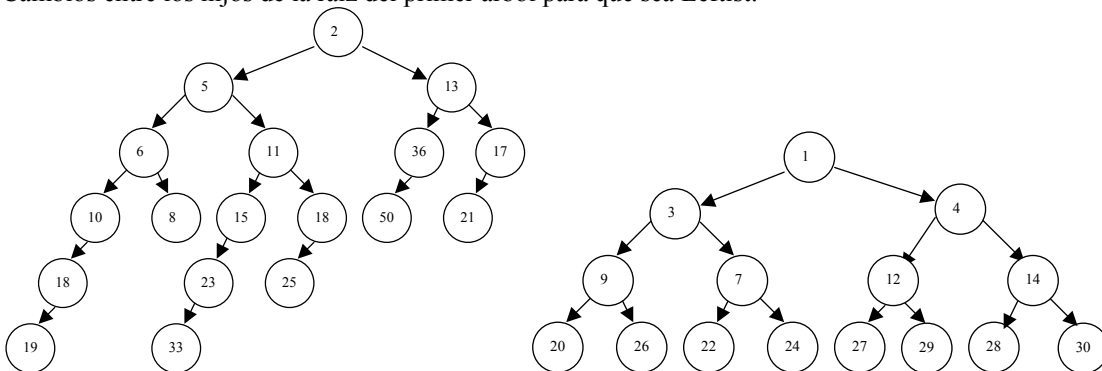 Cambios entre los hijos de la raíz del primer árbol para que sea Leftist.
2
5 13
6 11 36 17
10 8 15 18 50 21
18 23 25
19 33
1
3 4
9 7 12 14
20 26 22 24 27 29 28 30